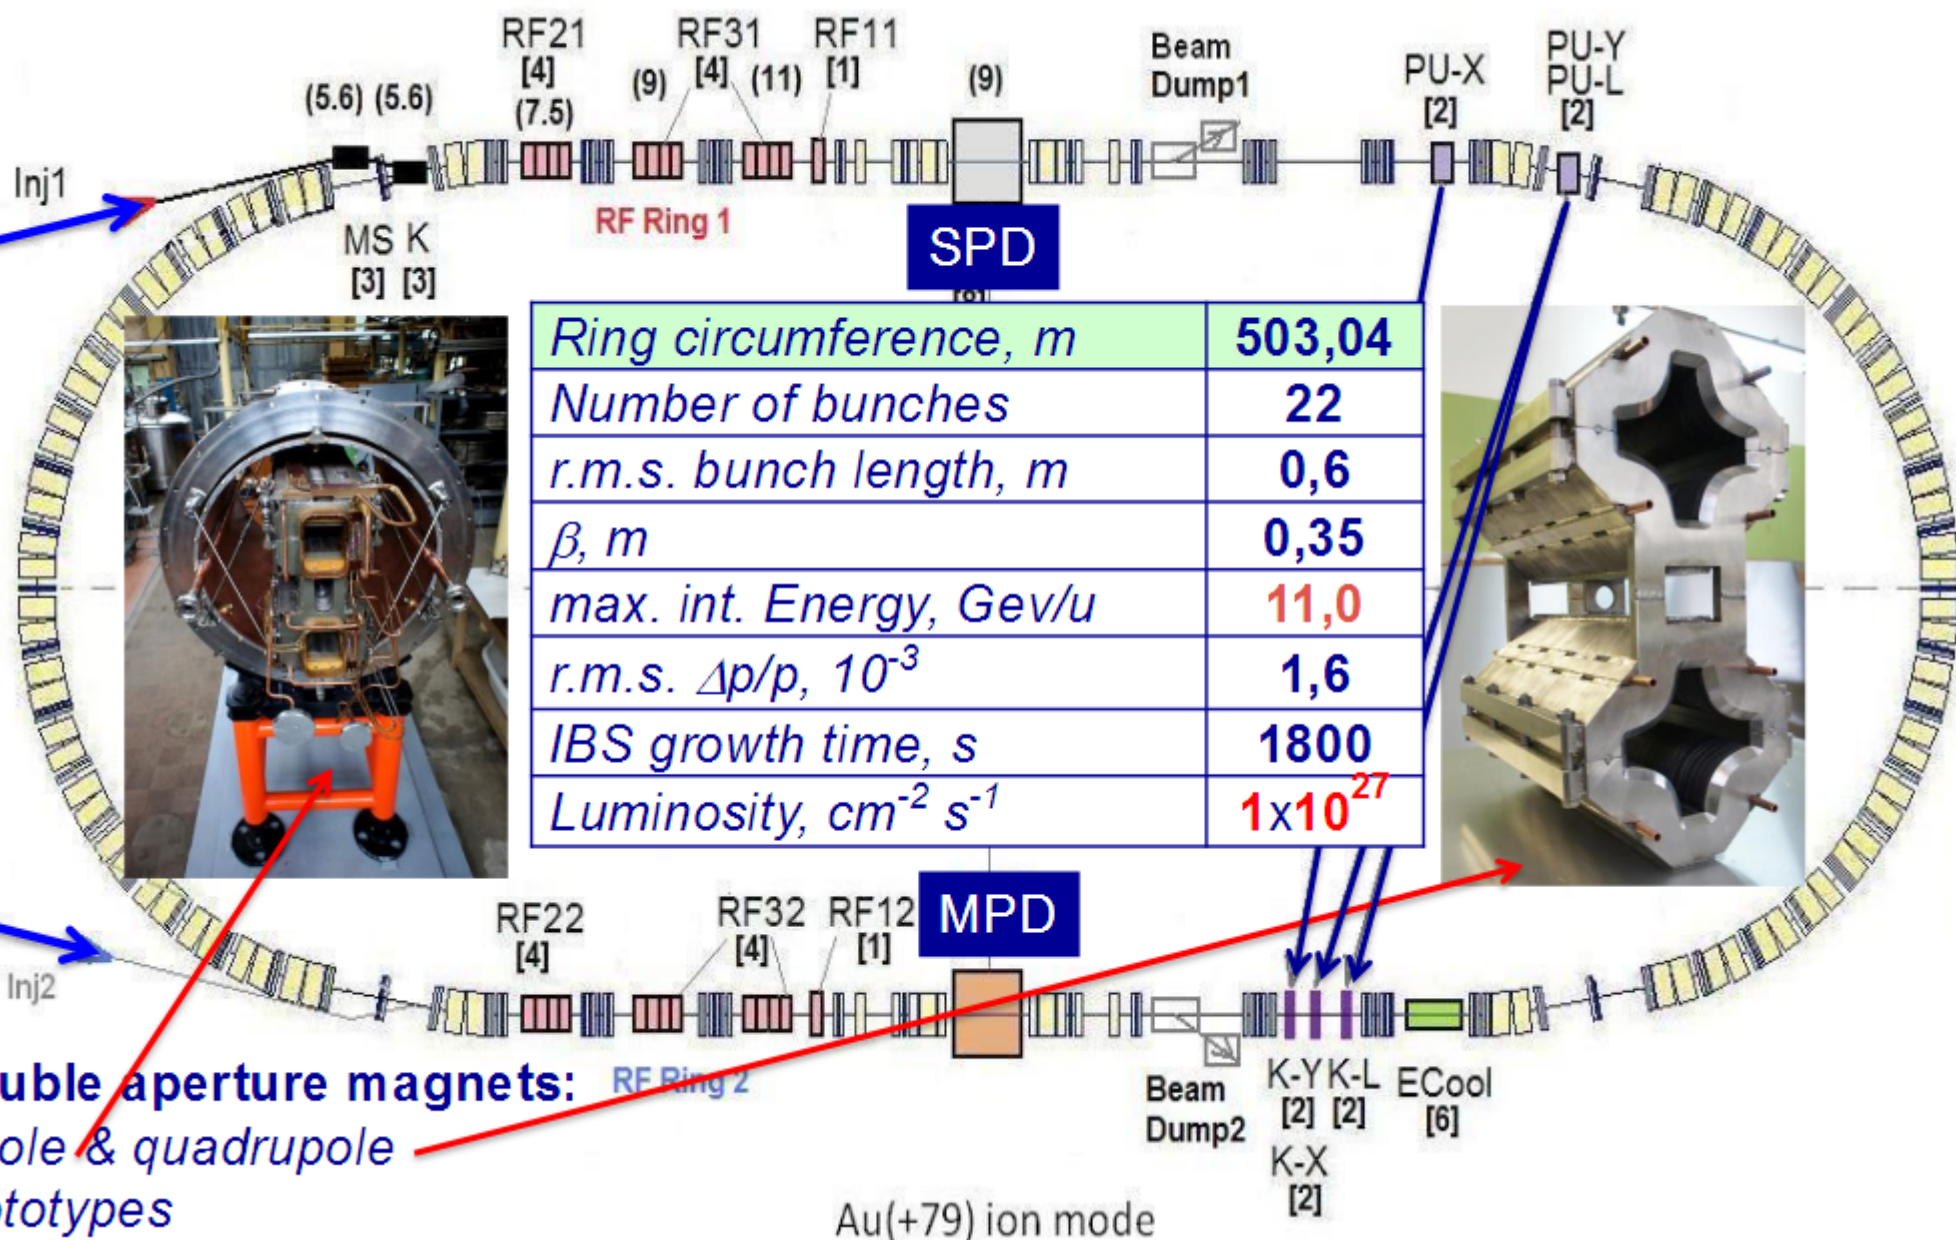 RF21
[4]
(7.5)
RF31
[4]
(9)
(11)
RF11
[1]
(9)
Beam
Dump1
PU-X
[2]
PU-Y
PU-L
[2]
(5.6) (5.6)
Inj1
MS K
[3] [3]
RF Ring 1
SPD
Ring circumference, m 503,04
Number of bunches 22
r.m.s. bunch length, m 0,6
β, m 0,35
max. int. Energy, Gev/u 11,0
r.m.s. Δp/p, 10⁻³ 1,6
IBS growth time, s 1800
Luminosity, cm⁻² s⁻¹ 1x10²⁷
MPD
RF22
[4]
RF32
[4]
RF12
[1]
Inj2
RF Ring 2
Beam
Dump2
K-Y K-L
[2] [2]
K-X
[2]
ECool
[6]
uble aperture magnets:
ole & quadrupole
ototypes
Au(+79) ion mode